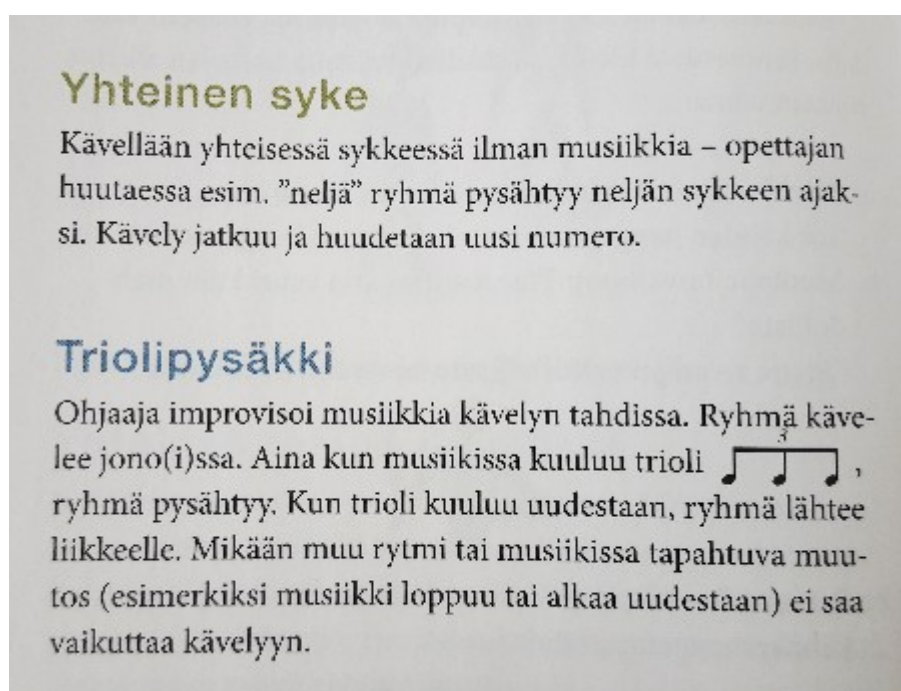 Yhteinen syke
Kävellään yhteisessä sykkeessä ilman musiikkia – opettajan
huutaessa esim. ”neljä” ryhmä pysähtyy neljän sykkeen ajak-
si. Kävely jatkuu ja huudetaan uusi numero.
Triolipysäkki
Ohjaaja improvisoi musiikkia kävelyn tahdissa. Ryhmä käve-
lee jono(i)ssa. Aina kun musiikissa kuuluu trioli 3 ,
ryhmä pysähtyy. Kun trioli kuuluu uudestaan, ryhmä lähtee
liikkeelle. Mikään muu rytmi tai musiikissa tapahtuva muu-
tos (esimerkiksi musiikki loppuu tai alkaa uudestaan) ei saa
vaikuttaa kävelyyn.